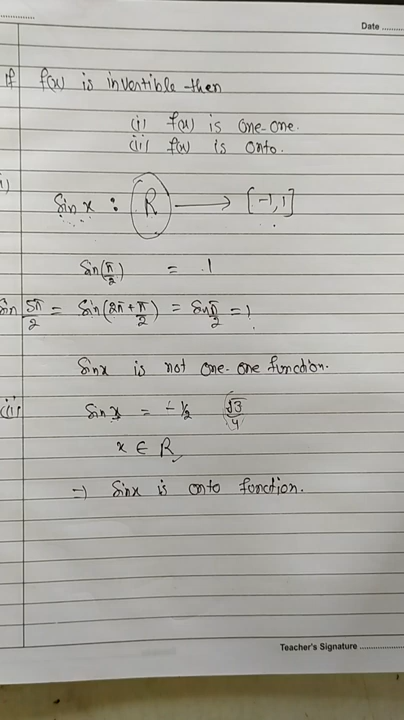 Date
If f(x) is invertible then
(i) f(x) is one-one.
(ii) f(x) is onto.
i) Sin x : R → [-1,1]
Sin(π/2) = 1
Sin 5π/2 = Sin(2π + π/2) = Sin π/2 = 1
Sinx is not one-one function.
(ii) Sin x = -1/2 √3/4
x ∈ R
⇒ Sinx is onto function.
Teacher's Signature